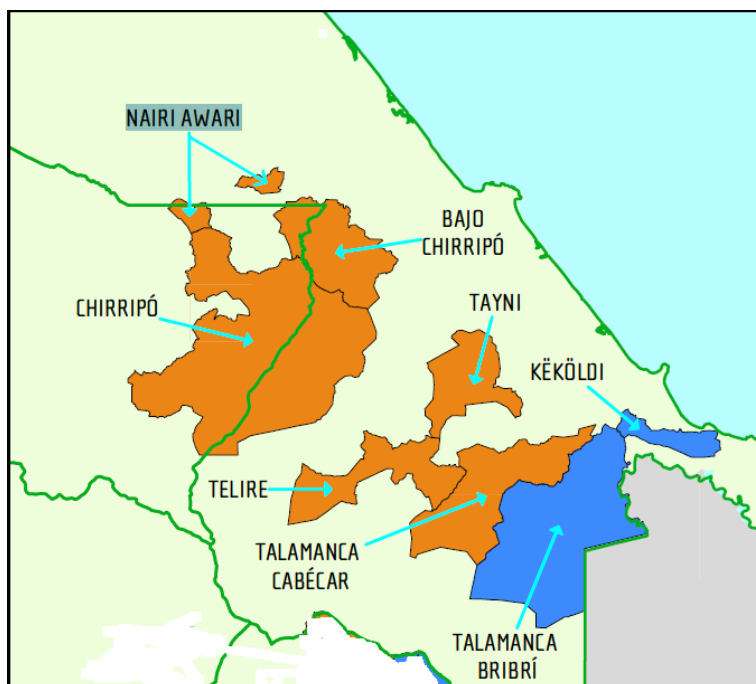 NAIRI AWARI
BAJO
CHIRRIPÓ
CHIRRIPÓ
TAYNI
KËKÖLDI
TELIRE
TALAMANCA
CABÉCAR
TALAMANCA
BRIBRÍ